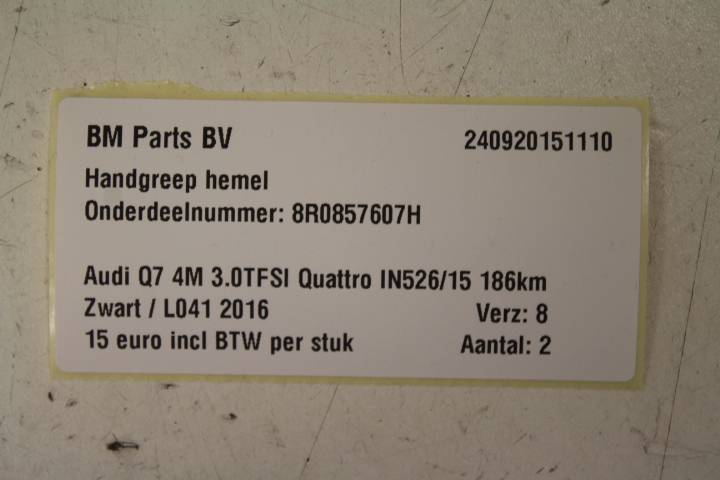 BM Parts BV 240920151110
Handgreep hemel
Onderdeelnummer: 8R0857607H
Audi Q7 4M 3.0TFSI Quattro IN526/15 186km
Zwart / L041 2016 Verz: 8
15 euro incl BTW per stuk Aantal: 2